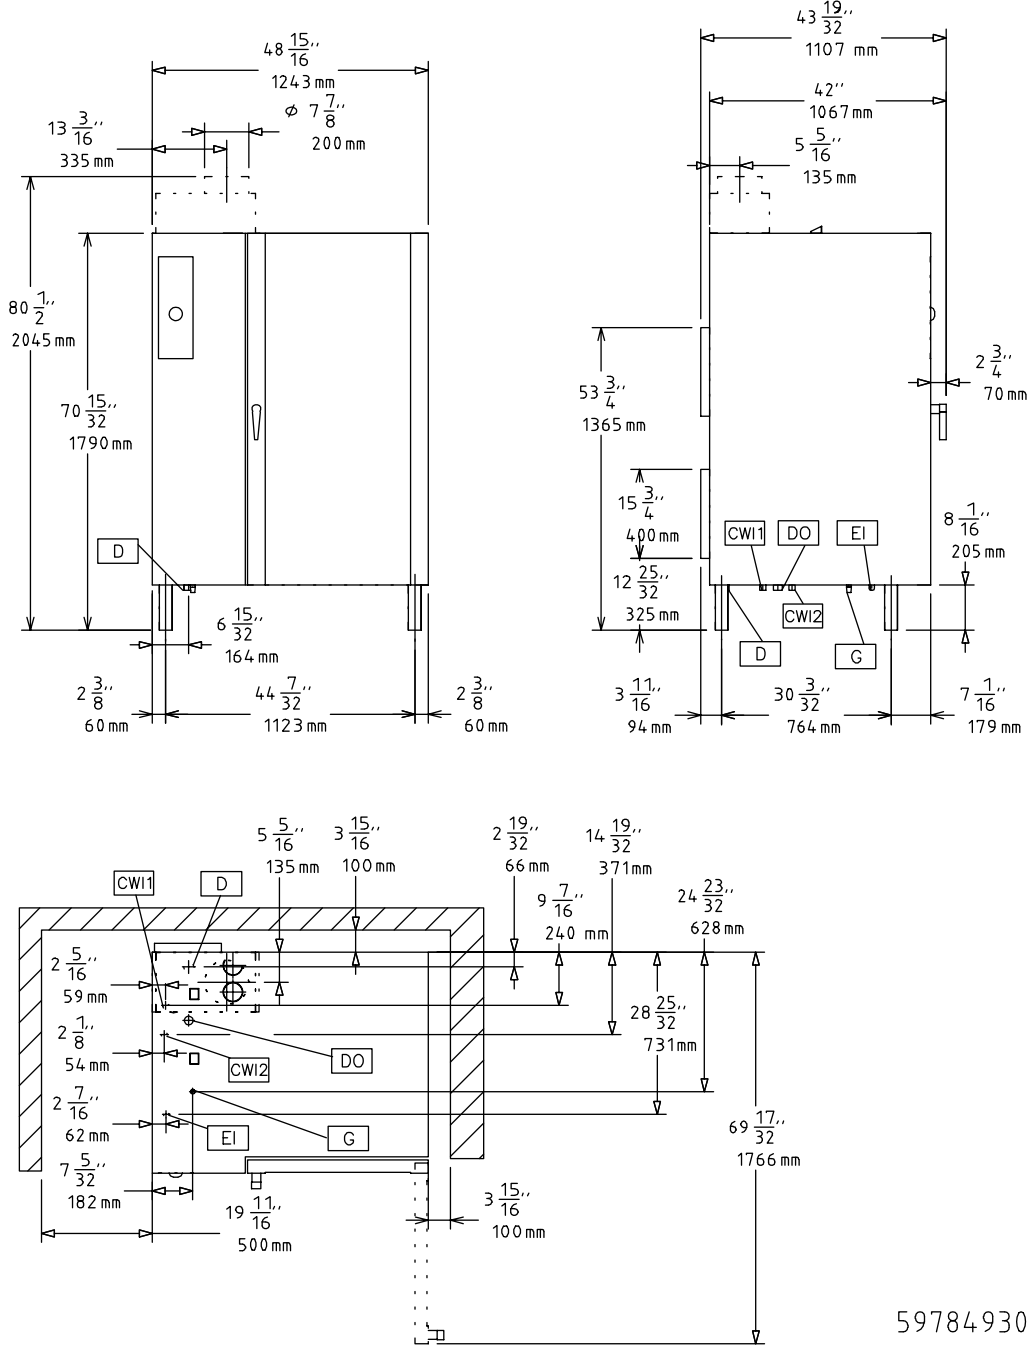 48 15/16''
1243 mm
Ø 7 7/8''
200 mm
13 3/16''
335 mm
80 1/2''
2045 mm
70 15/32''
1790 mm
D
6 15/32''
164 mm
2 3/8''
60 mm
44 7/32''
1123 mm
2 3/8''
60 mm
43 19/32''
1107 mm
42''
1067 mm
5 5/16''
135 mm
53 3/4''
1365 mm
2 3/4''
70 mm
15 3/4''
400 mm
CWI1
DO
EI
8 1/16''
205 mm
12 25/32''
325 mm
CWI2
D
G
3 11/16''
94 mm
30 3/32''
764 mm
7 1/16''
179 mm
5 5/16''
135 mm
3 15/16''
100 mm
2 19/32''
66 mm
14 19/32''
371 mm
CWI1
D
9 7/16''
240 mm
24 23/32''
628 mm
2 5/16''
59 mm
28 25/32''
731 mm
2 1/8''
54 mm
CWI2
DO
2 7/16''
62 mm
EI
G
69 17/32''
1766 mm
7 5/32''
182 mm
19 11/16''
500 mm
3 15/16''
100 mm
59784930